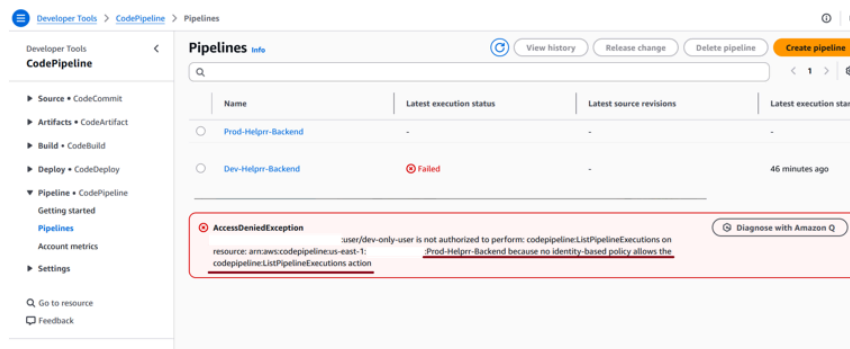 Developer Tools > CodePipeline > Pipelines
Developer Tools
CodePipeline
Source • CodeCommit
Artifacts • CodeArtifact
Build • CodeBuild
Deploy • CodeDeploy
Pipeline • CodePipeline
Getting started
Pipelines
Account metrics
Settings
Go to resource
Feedback
Pipelines Info
View history
Release change
Delete pipeline
Create pipeline
< 1 >
Name Latest execution status Latest source revisions Latest execution star
Prod-Helprr-Backend - - -
Dev-Helprr-Backend Failed - 46 minutes ago
AccessDeniedException
Diagnose with Amazon Q
:user/dev-only-user is not authorized to perform: codepipeline:ListPipelineExecutions on
resource: arn:aws:codepipeline:us-east-1: :Prod-Helprr-Backend because no identity-based policy allows the
codepipeline:ListPipelineExecutions action